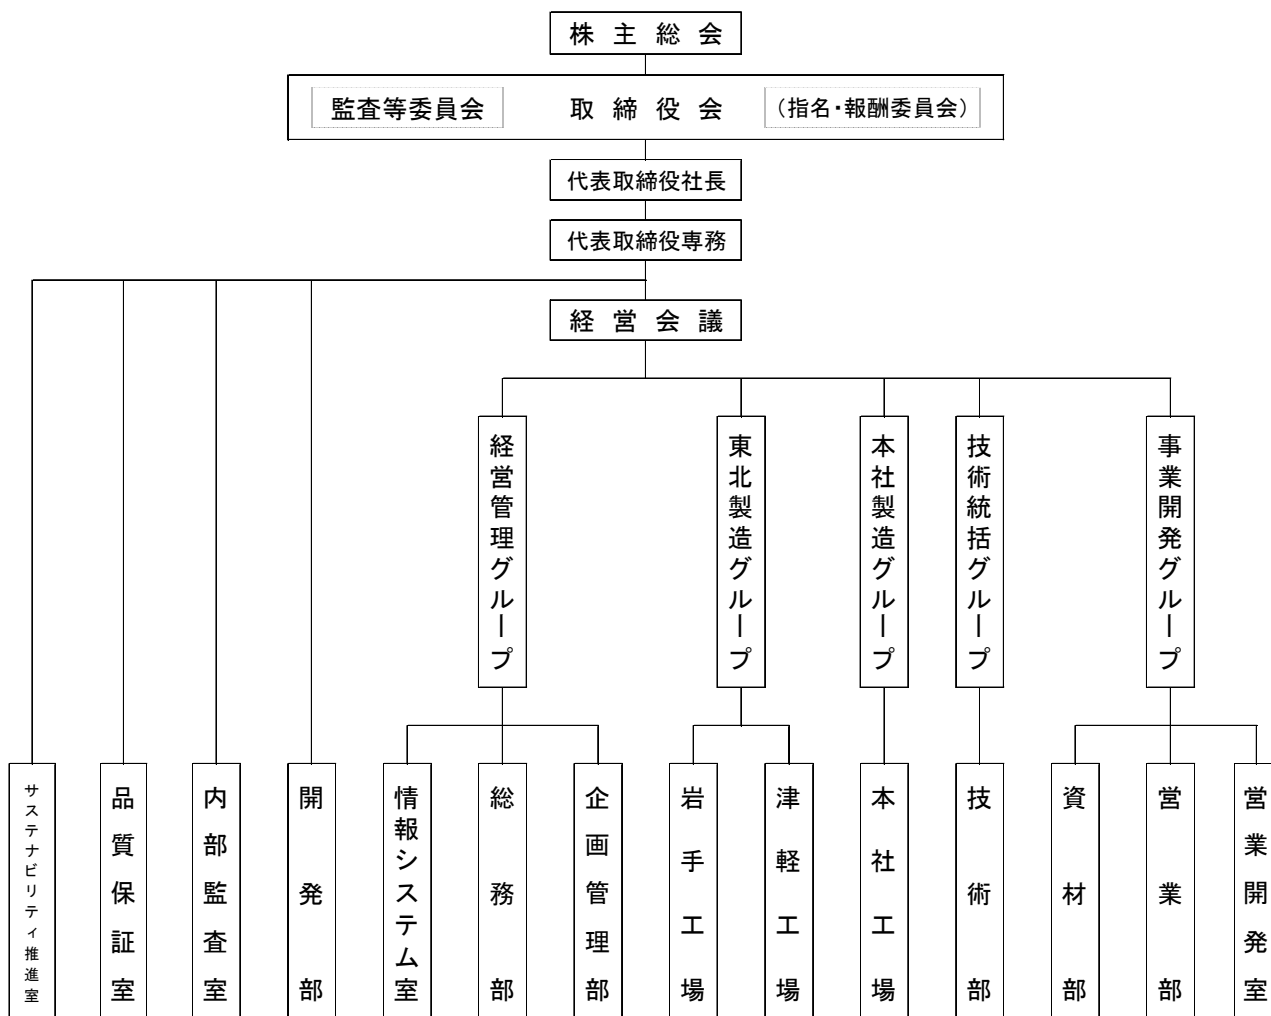 株主総会
監査等委員会
取締役会
(指名・報酬委員会)
代表取締役社長
代表取締役専務
経営会議
経営管理グループ
東北製造グループ
本社製造グループ
技術統括グループ
事業開発グループ
サステナビリティ推進室
品質保証室
内部監査室
開発部
情報システム室
総務部
企画管理部
岩手工場
津軽工場
本社工場
技術部
資材部
営業部
営業開発室